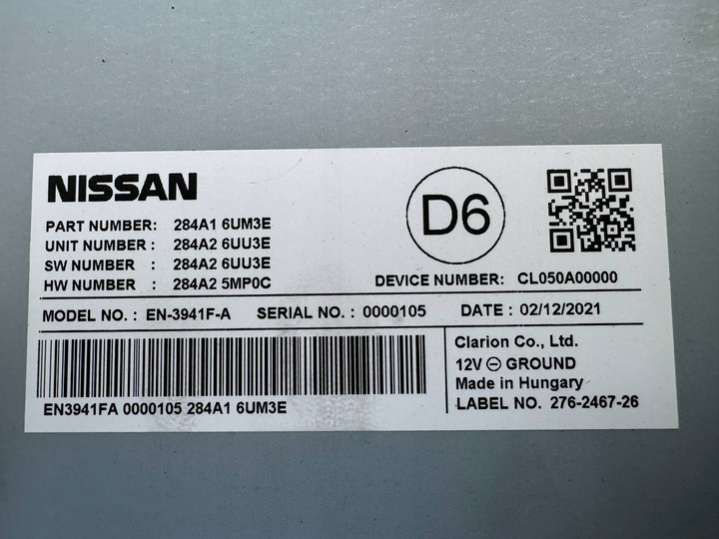 NISSAN
D6
PART NUMBER: 284A1 6UM3E
UNIT NUMBER : 284A2 6UU3E
SW NUMBER : 284A2 6UU3E
HW NUMBER : 284A2 5MP0C
DEVICE NUMBER: CL050A00000
MODEL NO. : EN-3941F-A SERIAL NO. : 0000105 DATE : 02/12/2021
Clarion Co., Ltd.
12V ⊖ GROUND
Made in Hungary
EN3941FA 0000105 284A1 6UM3E
LABEL NO. 276-2467-26